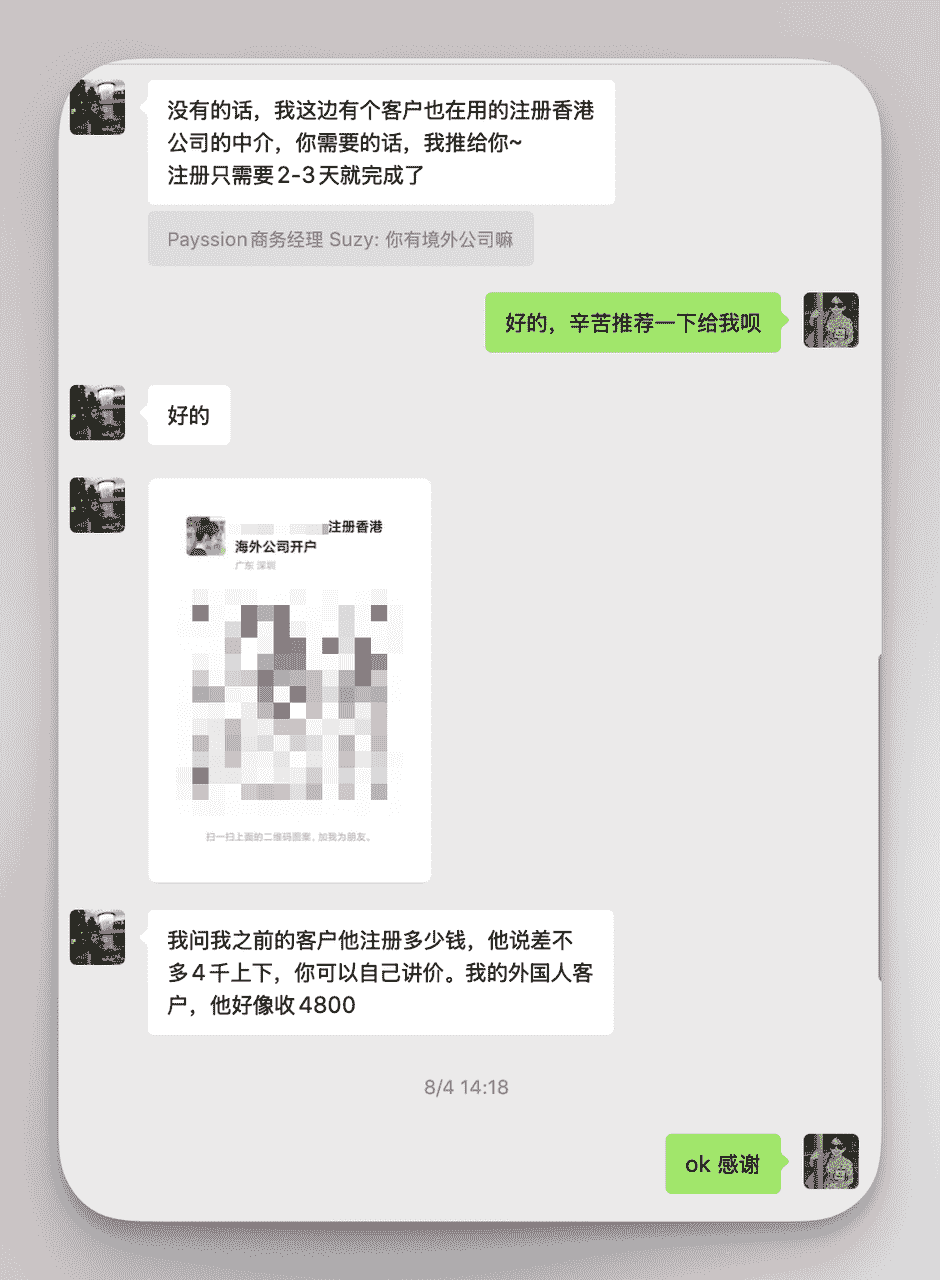 没有的话，我这边有个客户也在用的注册香港
公司的中介，你需要的话，我推给你~
注册只需要2-3天就完成了
Payssion商务经理 Suzy: 你有境外公司嘛
好的，辛苦推荐一下给我呗
好的
注册香港
海外公司开户
广东 深圳
扫一扫上面的二维码图案，加我为朋友。
我问我之前的客户他注册多少钱，他说差不
多4千上下，你可以自己讲价。我的外国人客
户，他好像收4800
8/4 14:18
ok 感谢